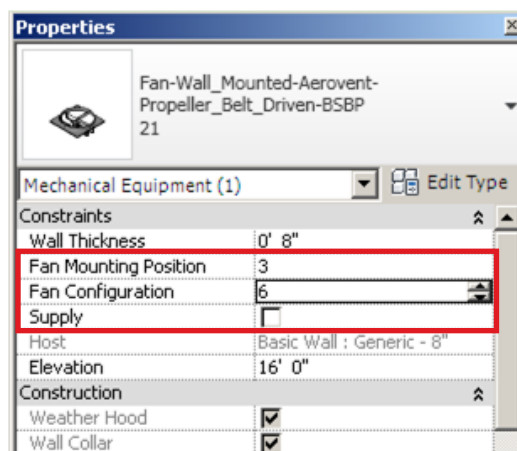 Properties
Fan-Wall_Mounted-Aerovent-
Propeller_Belt_Driven-BSBP
21
Mechanical Equipment (1) Edit Type
Constraints
Wall Thickness 0' 8"
Fan Mounting Position 3
Fan Configuration 6
Supply
Host Basic Wall : Generic - 8"
Elevation 16' 0"
Construction
Weather Hood
Wall Collar